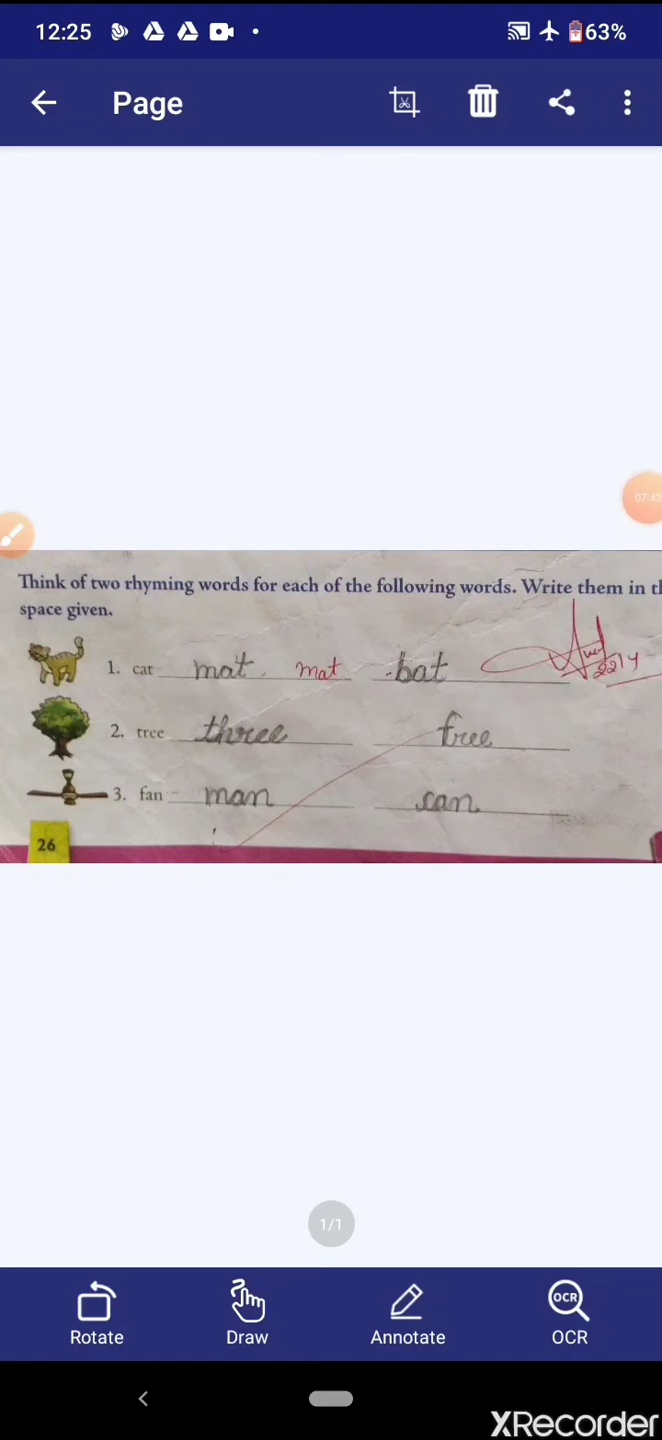 12:25 63%
Page
07:42
Think of two rhyming words for each of the following words. Write them in t
space given.
1. cat mat mat bat
2. tree three free
3. fan man can
26
1/1
OCR
Rotate Draw Annotate OCR
XRecorder